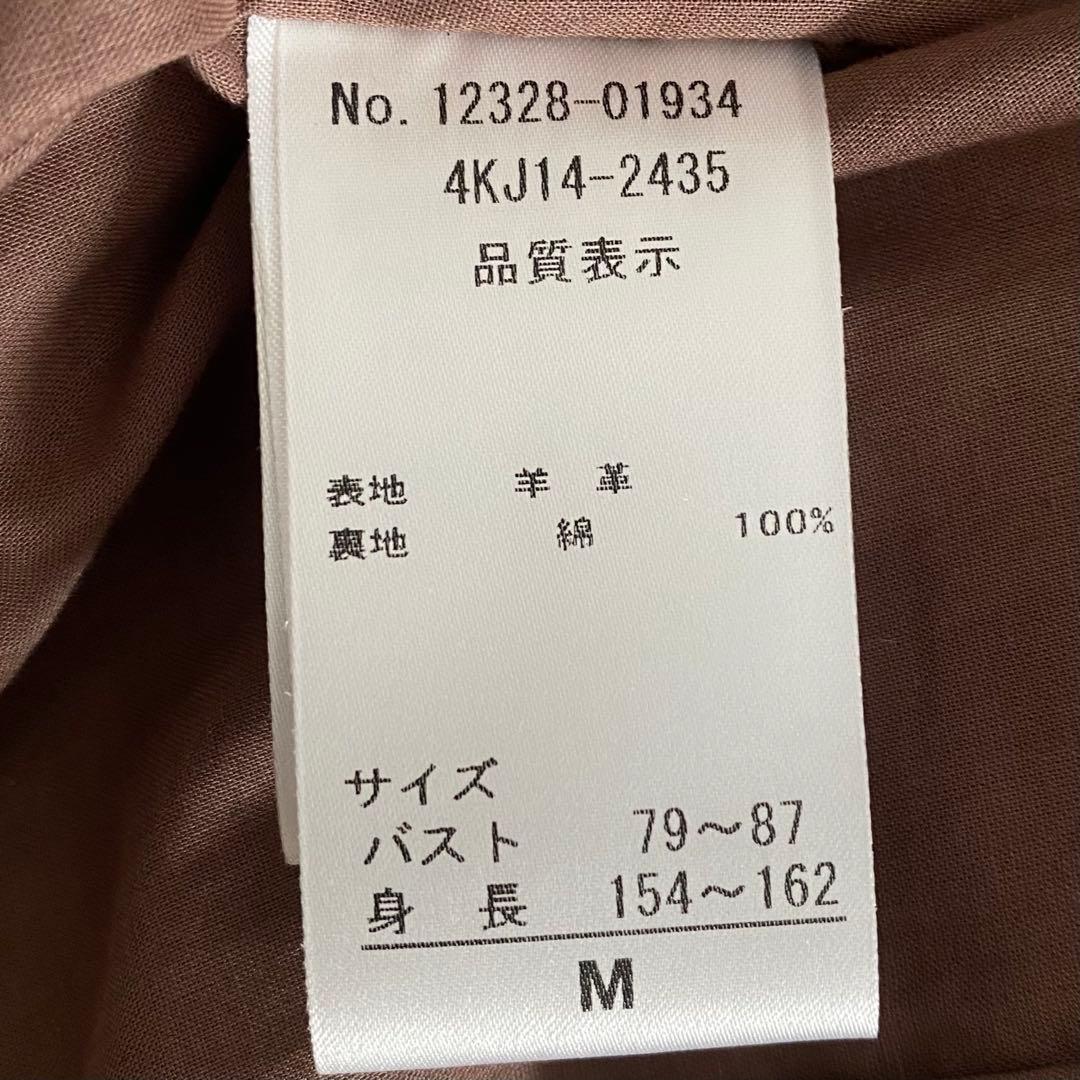 No. 12328-01934
4KJ14-2435
品質表示
表地 羊 革
裏地 綿 100%
サイズ
バスト 79〜87
身 長 154〜162
M